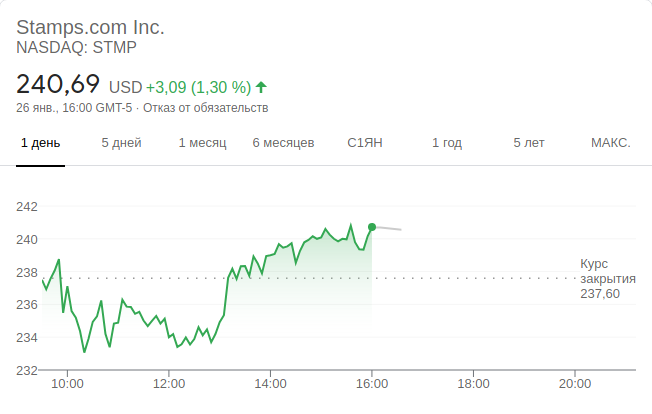 Stamps.com Inc.
NASDAQ: STMP
240,69 USD +3,09 (1,30 %)
26 янв., 16:00 GMT-5 · Отказ от обязательств
1 день 5 дней 1 месяц 6 месяцев С1ЯН 1 год 5 лет МАКС.
242
240
238
236
234
232
Курс
закрытия
237,60
10:00 12:00 14:00 16:00 18:00 20:00